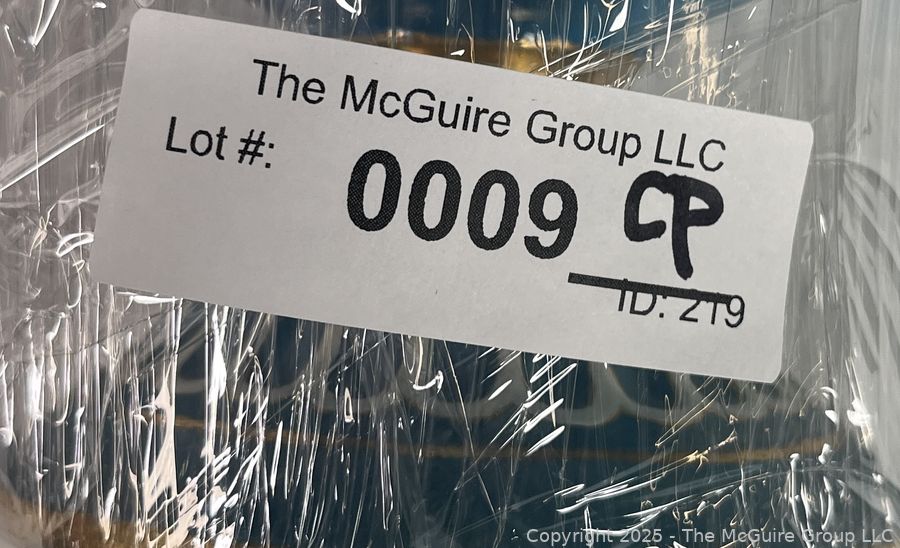 The McGuire Group LLC
Lot #:
0009 CP
ID: 219
Copyright 2025 - The McGuire Group LLC